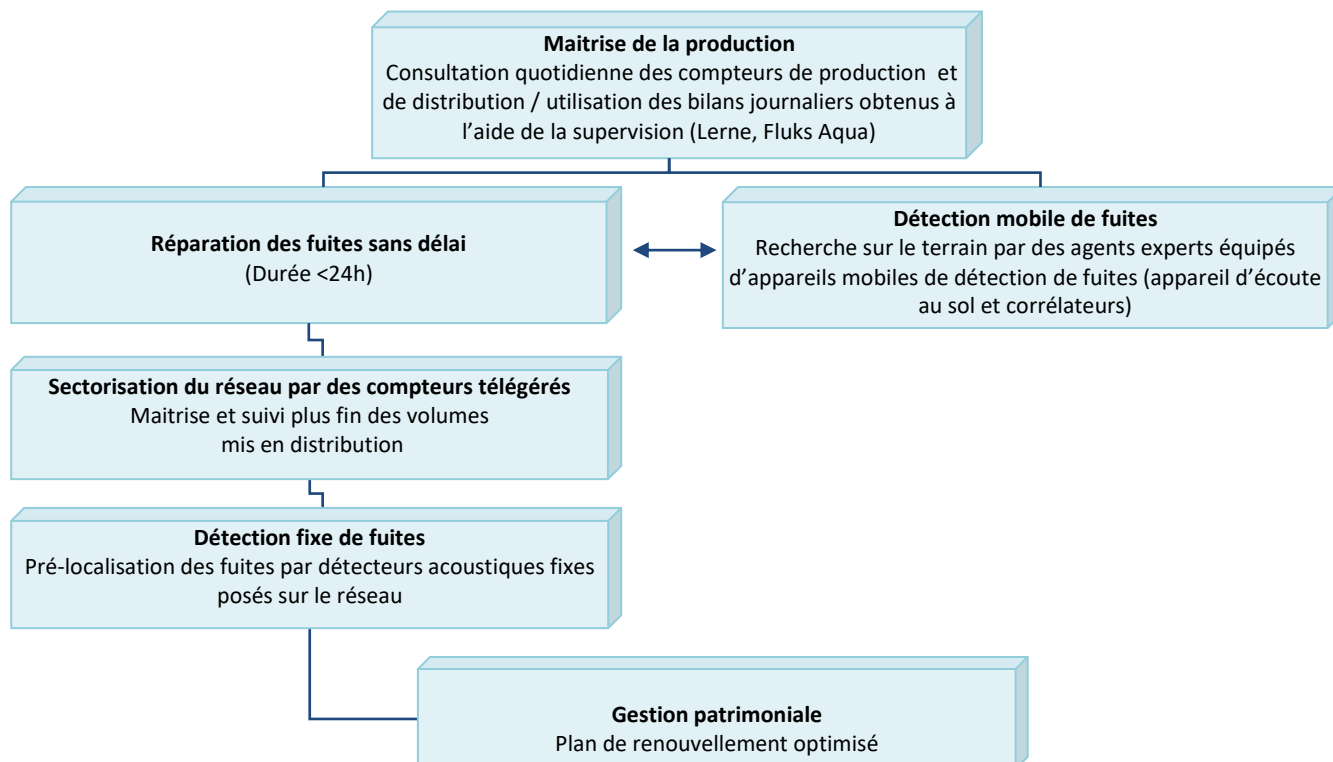 Maitrise de la production
Consultation quotidienne des compteurs de production et
de distribution / utilisation des bilans journaliers obtenus à
l’aide de la supervision (Lerne, Fluks Aqua)
Réparation des fuites sans délai
(Durée <24h)
Détection mobile de fuites
Recherche sur le terrain par des agents experts équipés
d’appareils mobiles de détection de fuites (appareil d’écoute
au sol et corrélateurs)
Sectorisation du réseau par des compteurs télégérés
Maitrise et suivi plus fin des volumes
mis en distribution
Détection fixe de fuites
Pré-localisation des fuites par détecteurs acoustiques fixes
posés sur le réseau
Gestion patrimoniale
Plan de renouvellement optimisé